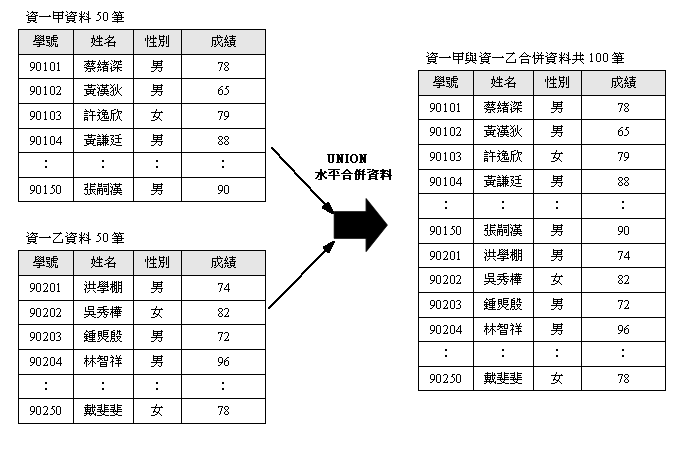 資一甲資料 50 筆
學號 姓名 性別 成績
90101 蔡緒深 男 78
90102 黃漢狄 男 65
90103 許逸欣 女 79
90104 黃謙廷 男 88
： ： ： ：
90150 張嗣漢 男 90
資一乙資料 50 筆
學號 姓名 性別 成績
90201 洪學棚 男 74
90202 吳秀樺 女 82
90203 鍾煚殷 男 72
90204 林智祥 男 96
： ： ： ：
90250 戴斐斐 女 78
UNION
水平合併資料
資一甲與資一乙合併資料共 100 筆
學號 姓名 性別 成績
90101 蔡緒深 男 78
90102 黃漢狄 男 65
90103 許逸欣 女 79
90104 黃謙廷 男 88
： ： ： ：
90150 張嗣漢 男 90
90201 洪學棚 男 74
90202 吳秀樺 女 82
90203 鍾煚殷 男 72
90204 林智祥 男 96
： ： ： ：
90250 戴斐斐 女 78